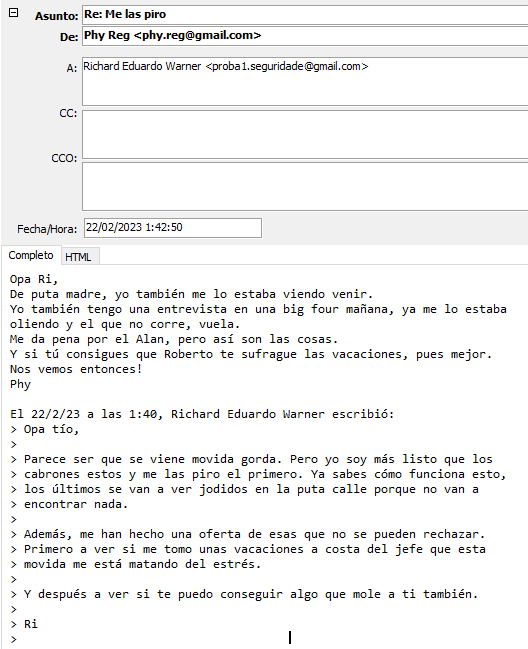 Asunto: Re: Me las piro
De: Phy Reg <phy.reg@gmail.com>
A: Richard Eduardo Warner <proba1.seguridade@gmail.com>
CC:
CCO:
Fecha/Hora: 22/02/2023 1:42:50
Completo HTML
Opa Ri,
De puta madre, yo también me lo estaba viendo venir.
Yo también tengo una entrevista en una big four mañana, ya me lo estaba
oliendo y el que no corre, vuela.
Me da pena por el Alan, pero así son las cosas.
Y si tú consigues que Roberto te sufrague las vacaciones, pues mejor.
Nos vemos entonces!
Phy
El 22/2/23 a las 1:40, Richard Eduardo Warner escribió:
> Opa tío,
>
> Parece ser que se viene movida gorda. Pero yo soy más listo que los
> cabrones estos y me las piro el primero. Ya sabes cómo funciona esto,
> los últimos se van a ver jodidos en la puta calle porque no van a
> encontrar nada.
>
> Además, me han hecho una oferta de esas que no se pueden rechazar.
> Primero a ver si me tomo unas vacaciones a costa del jefe que esta
> movida me está matando del estrés.
>
> Y después a ver si te puedo conseguir algo que mole a ti también.
>
> Ri
>